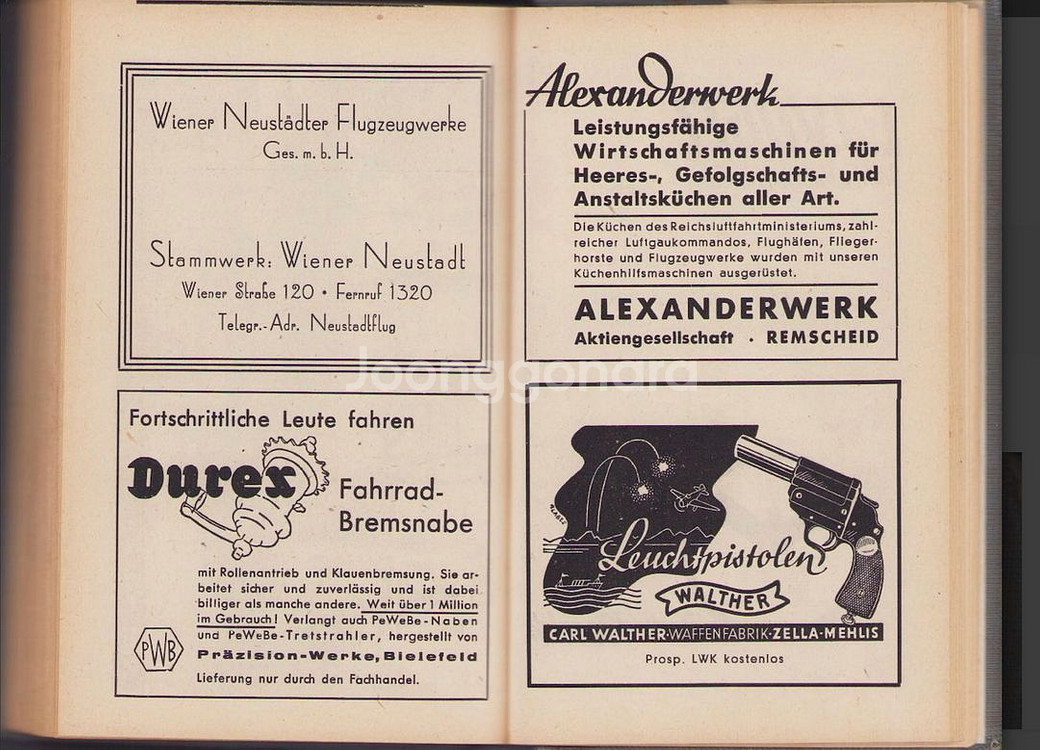 Wiener Neustädter Flugzeugwerke
Ges. m. b. H.
Stammwerk: Wiener Neustadt
Wiener Straße 120 • Fernruf 1320
Telegr.-Adr. Neustadtflug
Fortschrittliche Leute fahren
Durex
Fahrrad-
Bremsnabe
mit Rollenantrieb und Klauenbremsung. Sie ar-
beitet sicher und zuverlässig und ist dabei
billiger als manche andere. Weit über 1 Million
im Gebrauch! Verlangt auch PeWeBe-Naben
und PeWeBe-Tretstrahler, hergestellt von
Präzision-Werke, Bielefeld
Lieferung nur durch den Fachhandel.
PWB
Alexanderwerk
Leistungsfähige
Wirtschaftsmaschinen für
Heeres-, Gefolgschafts- und
Anstaltsküchen aller Art.
Die Küchen des Reichsluftfahrtministeriums, zahl-
reicher Luftgaukommandos, Flughäfen, Flieger-
horste und Flugzeugwerke wurden mit unseren
Küchenhilfsmaschinen ausgerüstet.
ALEXANDERWERK
Aktiengesellschaft · REMSCHEID
Leuchtpistolen
WALTHER
CARL WALTHER·WAFFENFABRIK·ZELLA-MEHLIS
Prosp. LWK kostenlos
Joonggonara